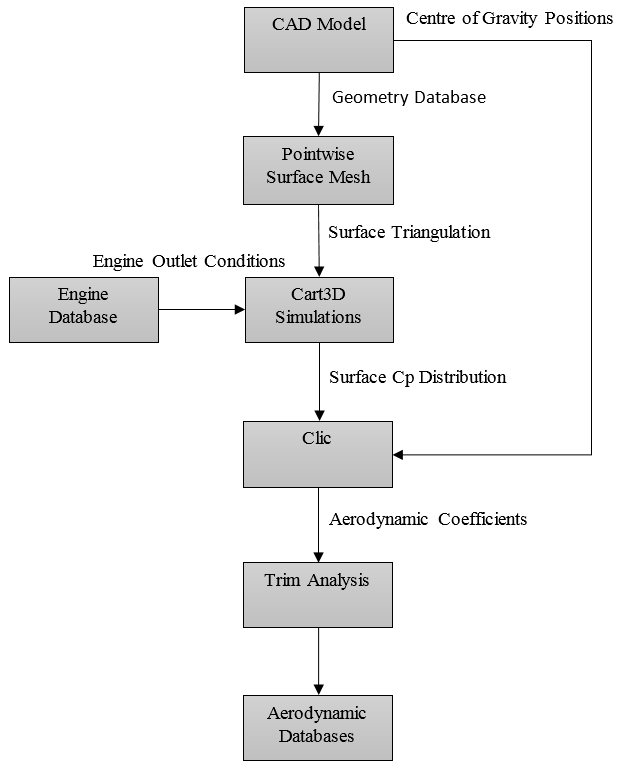 CAD Model
Centre of Gravity Positions
Geometry Database
Pointwise
Surface Mesh
Surface Triangulation
Engine Outlet Conditions
Engine
Database
Cart3D
Simulations
Surface Cp Distribution
Clic
Aerodynamic Coefficients
Trim Analysis
Aerodynamic
Databases